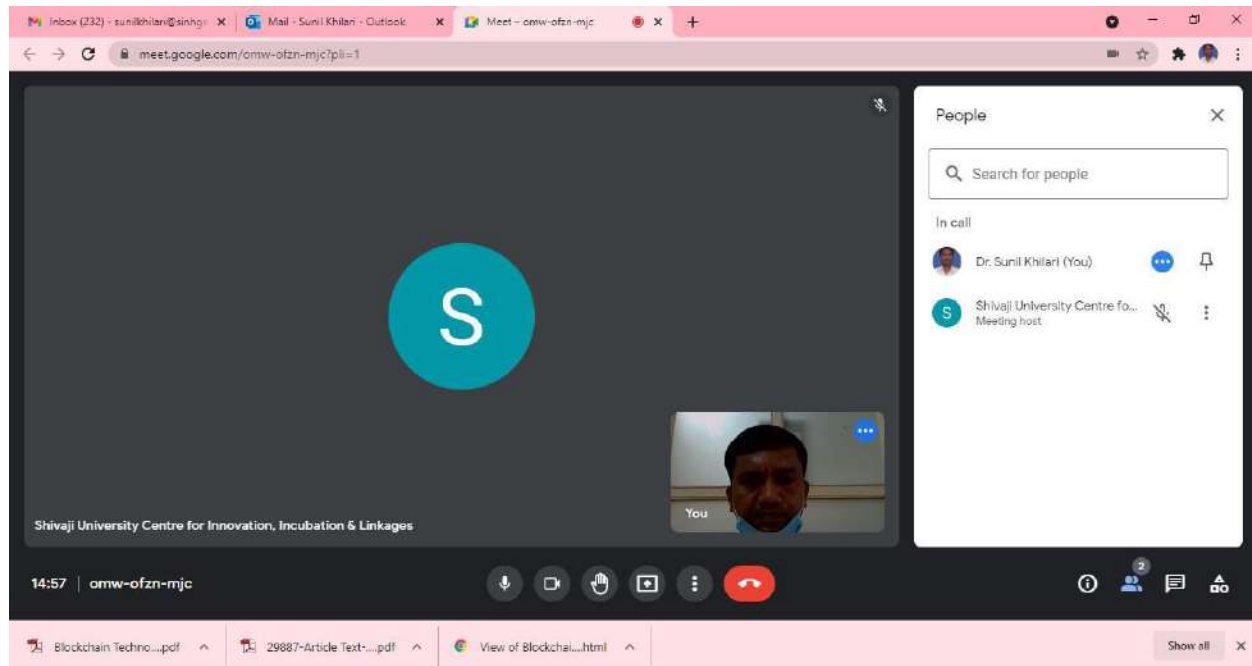 Inbox (232) - sunilkhilari@sinhg
Mail - Sunil Khilari - Outlook
Meet – omw-ofzn-mjc
meet.google.com/omw-ofzn-mjc?pli=1
S
Shivaji University Centre for Innovation, Incubation & Linkages
You
People
Search for people
In call
Dr. Sunil Khilari (You)
S
Shivaji University Centre fo...
Meeting host
14:57 | omw-ofzn-mjc
2
Blockchain Techno....pdf
29887-Article Text-....pdf
View of Blockchai....html
Show all